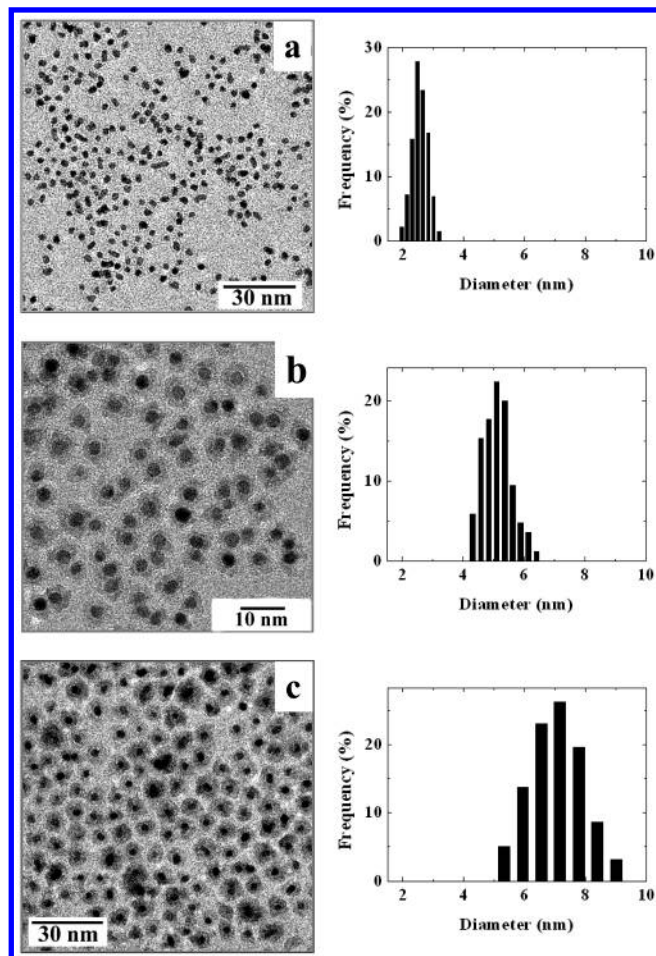 a
30 nm
30
20
10
0
2 4 6 8 10
Frequency (%)
Diameter (nm)
b
10 nm
20
10
0
2 4 6 8 10
Frequency (%)
Diameter (nm)
c
30 nm
20
10
0
2 4 6 8 10
Frequency (%)
Diameter (nm)